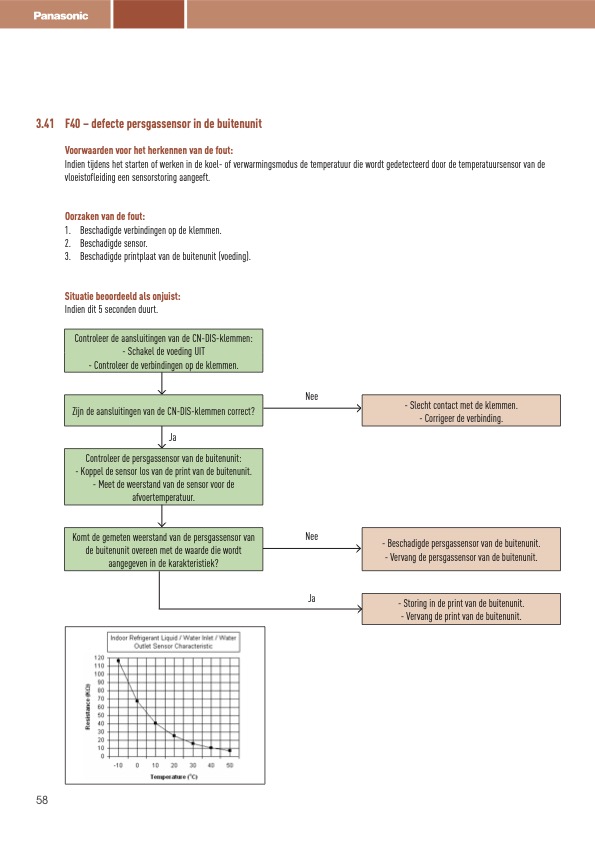 Panasonic
3.41 F40 – defecte persgassensor in de buitenunit
Voorwaarden voor het herkennen van de fout:
Indien tijdens het starten of werken in de koel- of verwarmingsmodus de temperatuur die wordt gedetecteerd door de temperatuursensor van de
vloeistofleiding een sensorstoring aangeeft.
Oorzaken van de fout:
1. Beschadigde verbindingen op de klemmen.
2. Beschadigde sensor.
3. Beschadigde printplaat van de buitenunit (voeding).
Situatie beoordeeld als onjuist:
Indien dit 5 seconden duurt.
Controleer de aansluitingen van de CN-DIS-klemmen:
- Schakel de voeding UIT
- Controleer de verbindingen op de klemmen.
Zijn de aansluitingen van de CN-DIS-klemmen correct?
Nee
- Slecht contact met de klemmen.
- Corrigeer de verbinding.
Ja
Controleer de persgassensor van de buitenunit:
- Koppel de sensor los van de print van de buitenunit.
- Meet de weerstand van de sensor voor de
afvoertemperatuur.
Komt de gemeten weerstand van de persgassensor van
de buitenunit overeen met de waarde die wordt
aangegeven in de karakteristiek?
Nee
- Beschadigde persgassensor van de buitenunit.
- Vervang de persgassensor van de buitenunit.
Ja
- Storing in de print van de buitenunit.
- Vervang de print van de buitenunit.
Indoor Refrigerant Liquid / Water Inlet / Water
Outlet Sensor Characteristic
Resistance (KΩ)
120
110
100
90
80
70
60
50
40
30
20
10
0
-10 0 10 20 30 40 50
Temperature (°C)
58